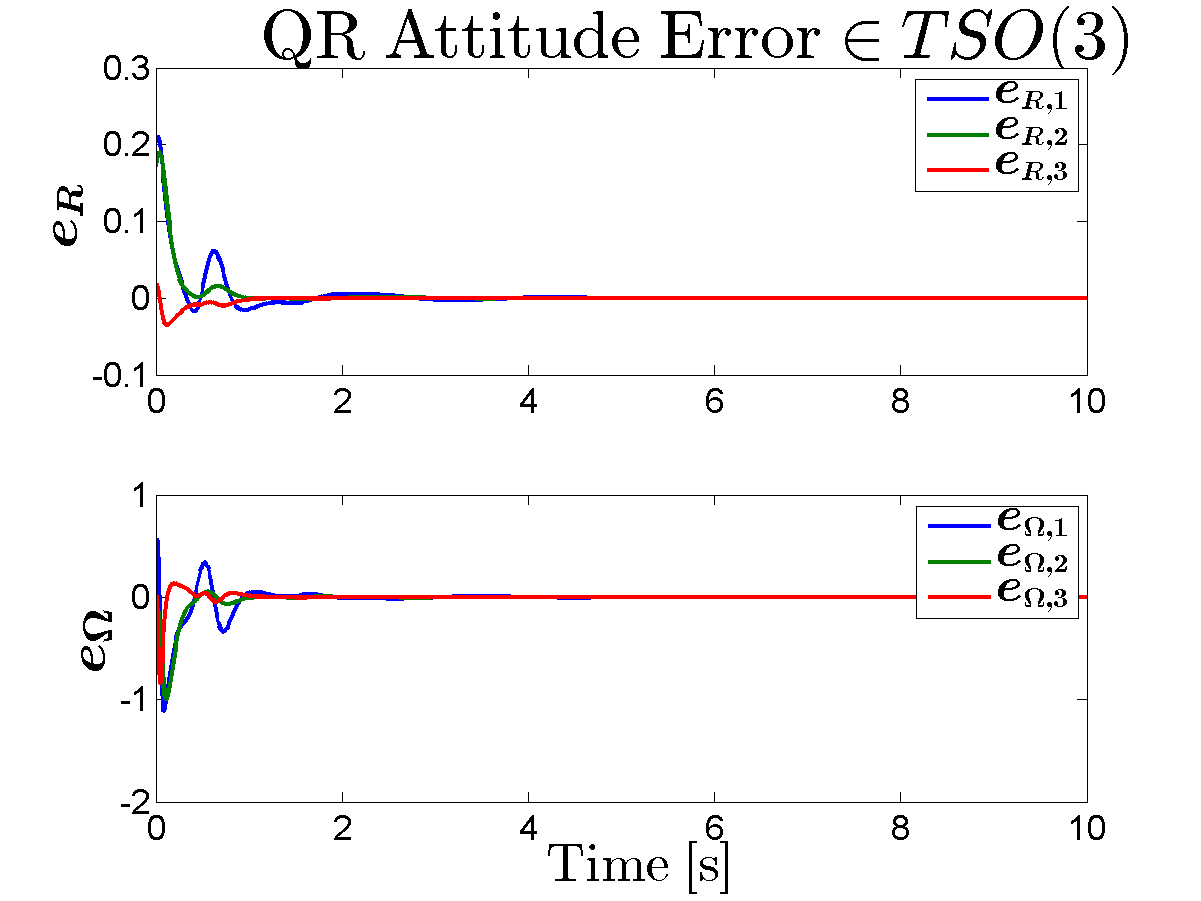 QR Attitude Error ∈ TSO(3)
0.3
0.2
0.1
0
-0.1
e_R
e_{R,1}
e_{R,2}
e_{R,3}
0 2 4 6 8 10
1
0
-1
-2
e_Ω
e_{Ω,1}
e_{Ω,2}
e_{Ω,3}
0 2 4 6 8 10
Time [s]